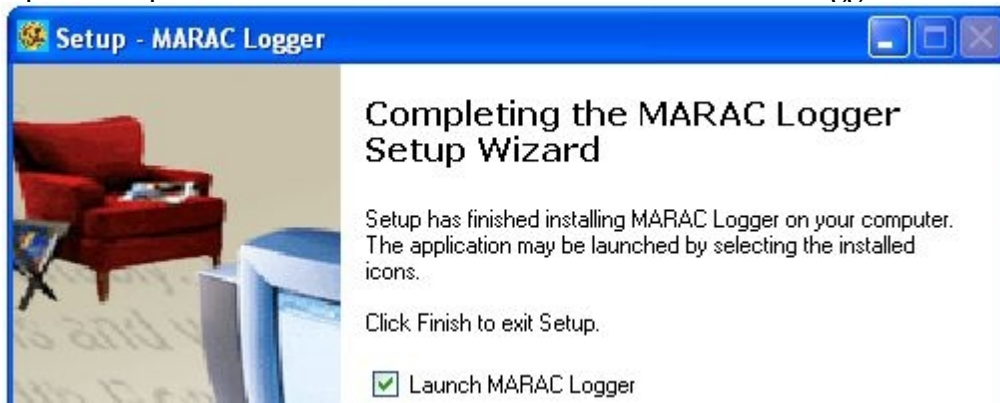 Setup - MARAC Logger
Completing the MARAC Logger
Setup Wizard
Setup has finished installing MARAC Logger on your computer.
The application may be launched by selecting the installed
icons.
Click Finish to exit Setup.
Launch MARAC Logger